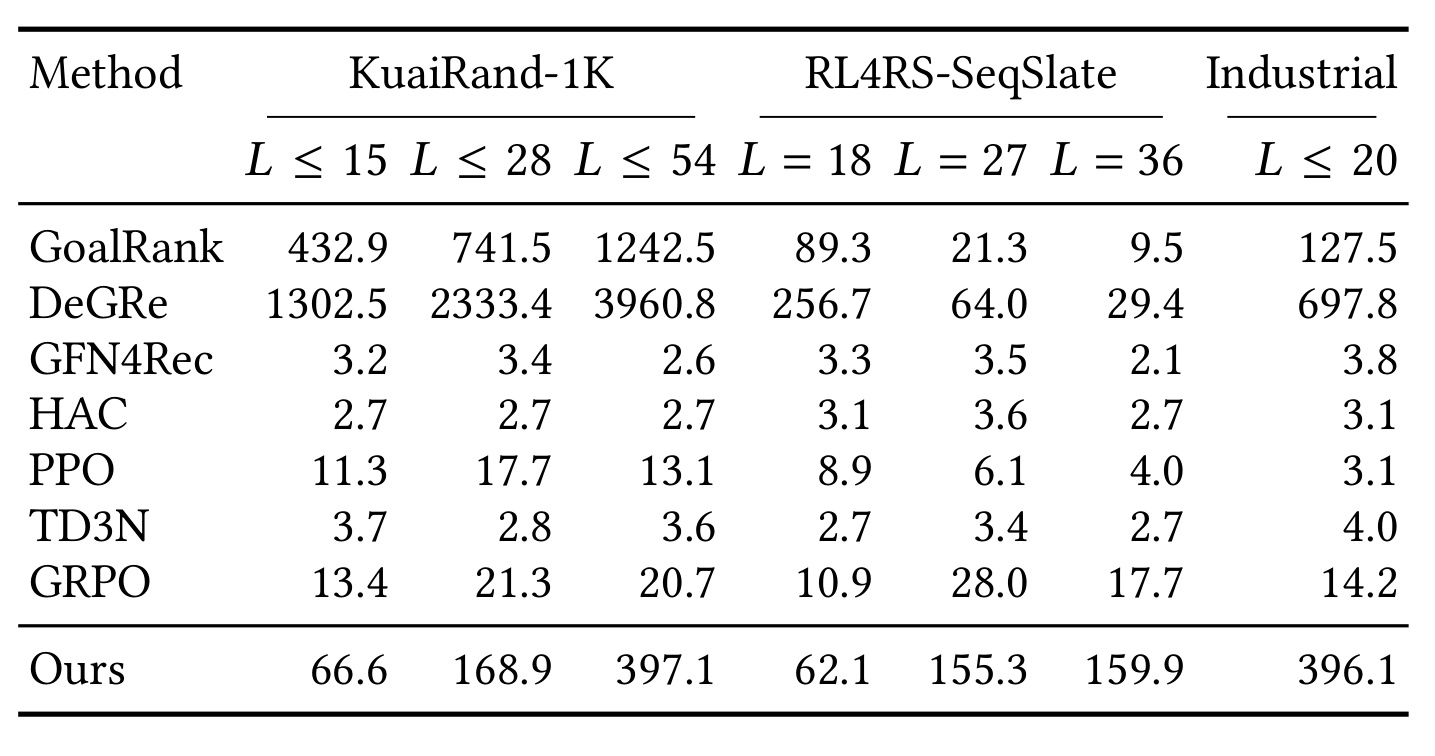 Method KuaiRand-1K RL4RS-SeqSlate Industrial
L ≤ 15 L ≤ 28 L ≤ 54 L = 18 L = 27 L = 36 L ≤ 20
GoalRank 432.9 741.5 1242.5 89.3 21.3 9.5 127.5
DeGRe 1302.5 2333.4 3960.8 256.7 64.0 29.4 697.8
GFN4Rec 3.2 3.4 2.6 3.3 3.5 2.1 3.8
HAC 2.7 2.7 2.7 3.1 3.6 2.7 3.1
PPO 11.3 17.7 13.1 8.9 6.1 4.0 3.1
TD3N 3.7 2.8 3.6 2.7 3.4 2.7 4.0
GRPO 13.4 21.3 20.7 10.9 28.0 17.7 14.2
Ours 66.6 168.9 397.1 62.1 155.3 159.9 396.1